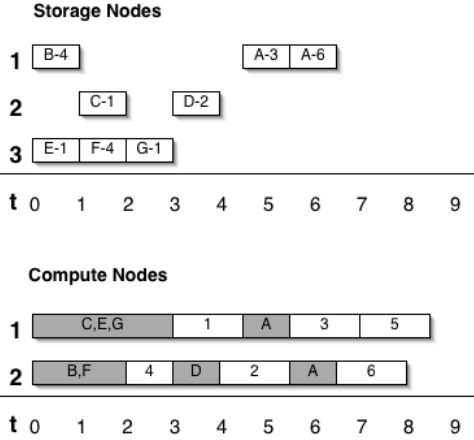 Storage Nodes
1 B-4 A-3 A-6
2 C-1 D-2
3 E-1 F-4 G-1
t 0 1 2 3 4 5 6 7 8 9
Compute Nodes
1 C,E,G 1 A 3 5
2 B,F 4 D 2 A 6
t 0 1 2 3 4 5 6 7 8 9